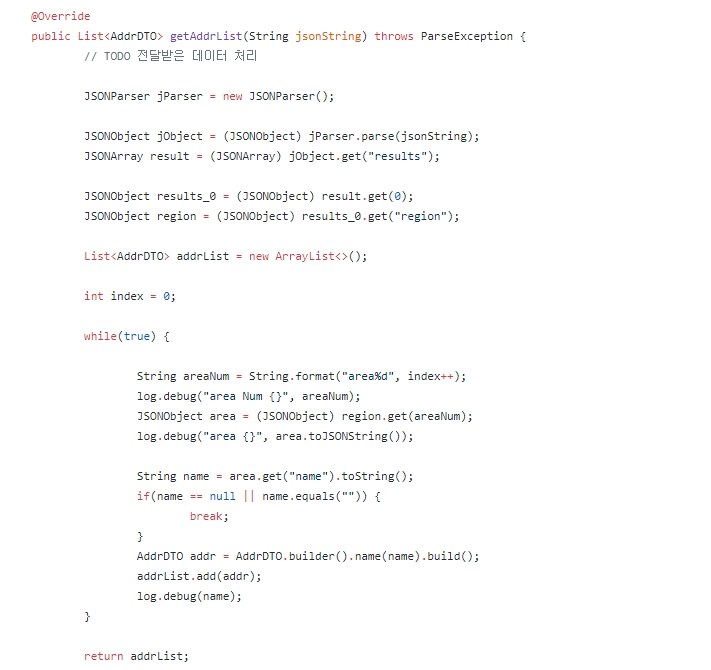 @Override
public List<AddrDTO> getAddrList(String jsonString) throws ParseException {
// TODO 전달받은 데이터 처리
JSONParser jParser = new JSONParser();
JSONObject jObject = (JSONObject) jParser.parse(jsonString);
JSONArray result = (JSONArray) jObject.get("results");
JSONObject results_0 = (JSONObject) result.get(0);
JSONObject region = (JSONObject) results_0.get("region");
List<AddrDTO> addrList = new ArrayList<>();
int index = 0;
while(true) {
String areaNum = String.format("area%d", index++);
log.debug("area Num {}", areaNum);
JSONObject area = (JSONObject) region.get(areaNum);
log.debug("area {}", area.toJSONString());
String name = area.get("name").toString();
if(name == null || name.equals("")) {
break;
}
AddrDTO addr = AddrDTO.builder().name(name).build();
addrList.add(addr);
log.debug(name);
}
return addrList;